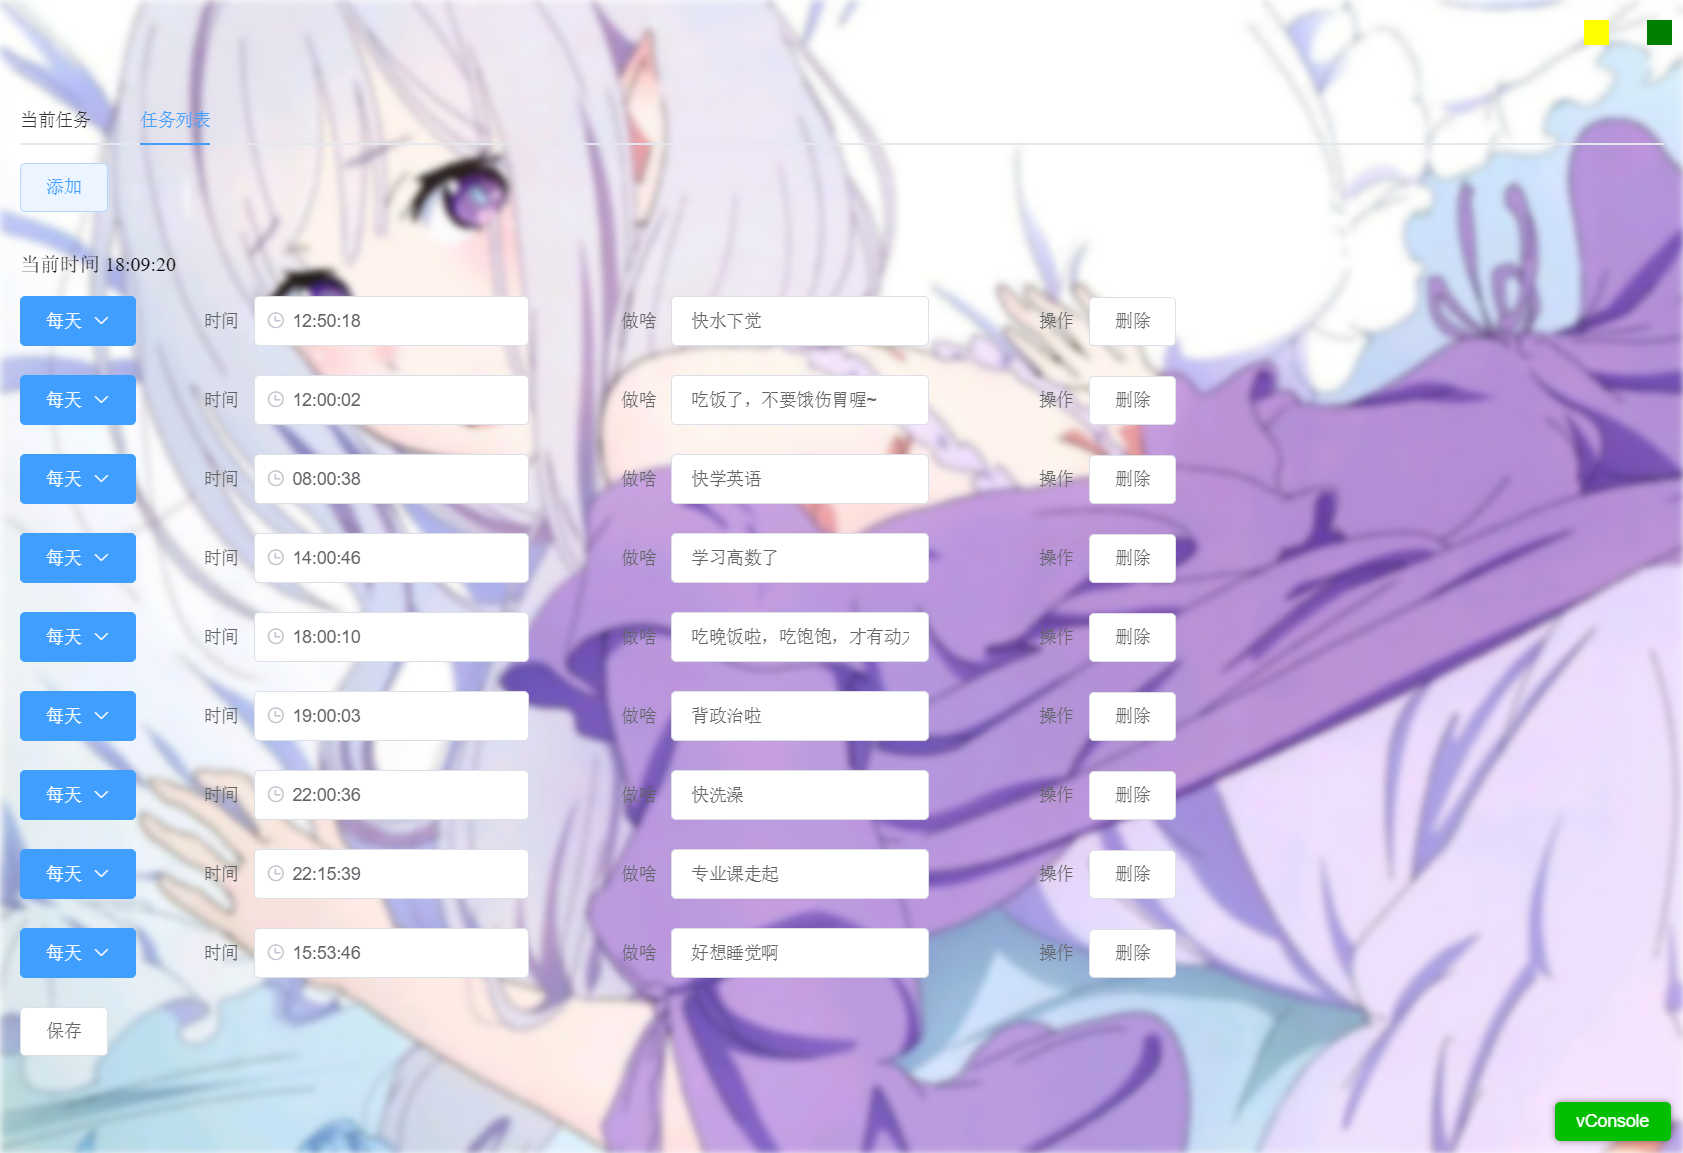 当前任务 任务列表
添加
当前时间 18:09:20
每天 时间 12:50:18 做啥 快水下觉 操作 删除
每天 时间 12:00:02 做啥 吃饭了，不要饿伤胃喔~ 操作 删除
每天 时间 08:00:38 做啥 快学英语 操作 删除
每天 时间 14:00:46 做啥 学习高数了 操作 删除
每天 时间 18:00:10 做啥 吃晚饭啦，吃饱饱，才有动 操作 删除
每天 时间 19:00:03 做啥 背政治啦 操作 删除
每天 时间 22:00:36 做啥 快洗澡 操作 删除
每天 时间 22:15:39 做啥 专业课走起 操作 删除
每天 时间 15:53:46 做啥 好想睡觉啊 操作 删除
保存
vConsole